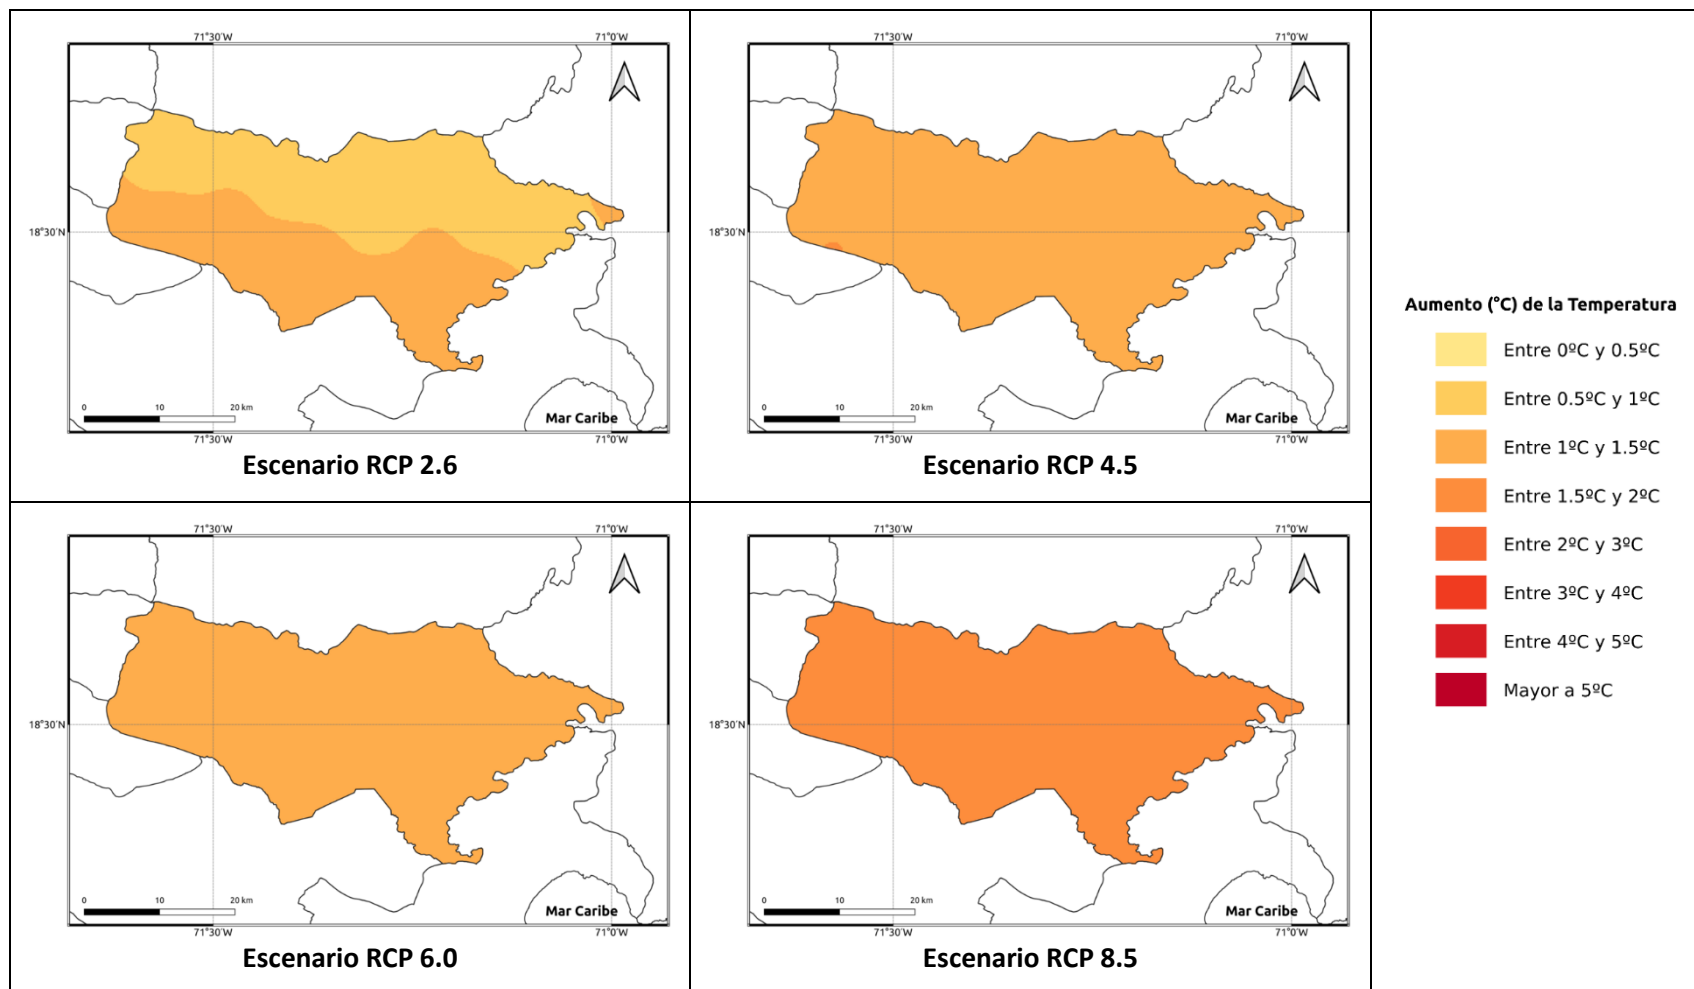 71°30'W
71°0'W
18°30'N
0
10
20 km
Mar Caribe
71°30'W
71°0'W
Escenario RCP 2.6
71°30'W
71°0'W
18°30'N
0
10
20 km
Mar Caribe
71°30'W
71°0'W
Escenario RCP 4.5
71°30'W
71°0'W
18°30'N
0
10
20 km
Mar Caribe
71°30'W
71°0'W
Escenario RCP 6.0
71°30'W
71°0'W
18°30'N
0
10
20 km
Mar Caribe
71°30'W
71°0'W
Escenario RCP 8.5
Aumento (°C) de la Temperatura
Entre 0ºC y 0.5ºC
Entre 0.5ºC y 1ºC
Entre 1ºC y 1.5ºC
Entre 1.5ºC y 2ºC
Entre 2ºC y 3ºC
Entre 3ºC y 4ºC
Entre 4ºC y 5ºC
Mayor a 5ºC